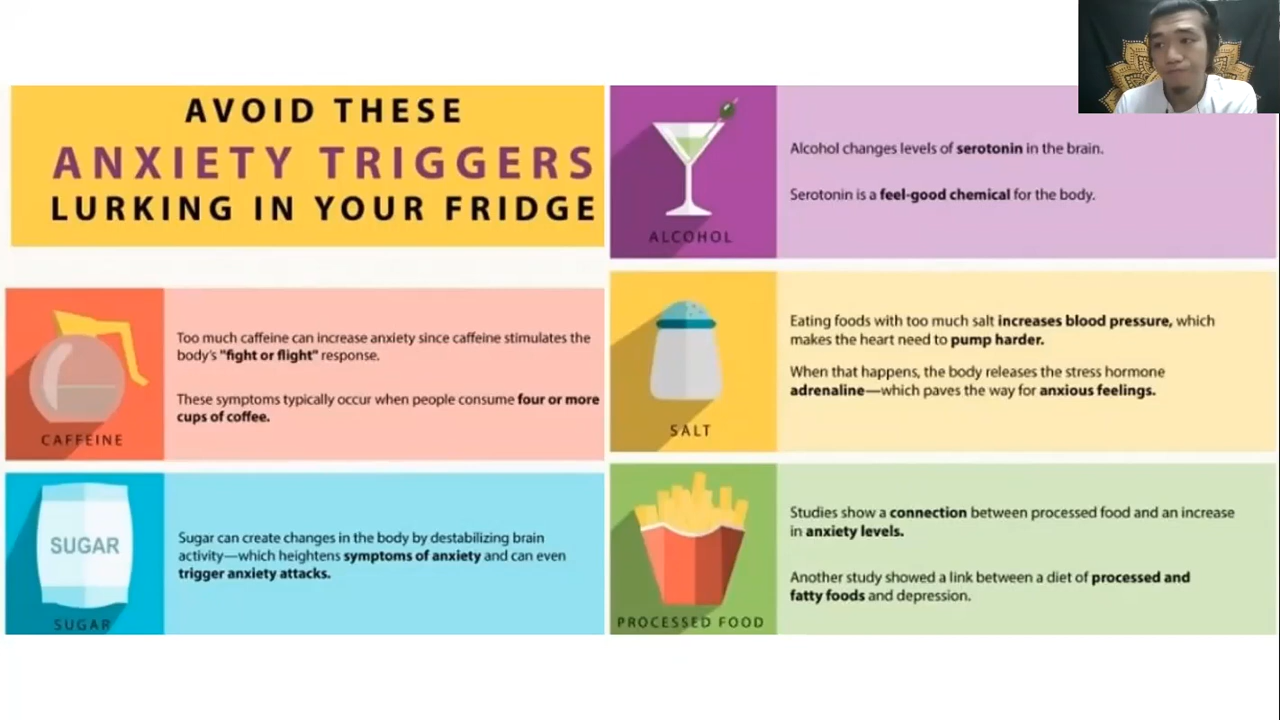 AVOID THESE
ANXIETY TRIGGERS
LURKING IN YOUR FRIDGE
Too much caffeine can increase anxiety since caffeine stimulates the
body's "fight or flight" response.
These symptoms typically occur when people consume four or more
cups of coffee.
CAFFEINE
SUGAR
Sugar can create changes in the body by destabilizing brain
activity—which heightens symptoms of anxiety and can even
trigger anxiety attacks.
SUGAR
Alcohol changes levels of serotonin in the brain.
Serotonin is a feel-good chemical for the body.
ALCOHOL
Eating foods with too much salt increases blood pressure, which
makes the heart need to pump harder.
When that happens, the body releases the stress hormone
adrenaline—which paves the way for anxious feelings.
SALT
Studies show a connection between processed food and an increase
in anxiety levels.
Another study showed a link between a diet of processed and
fatty foods and depression.
PROCESSED FOOD